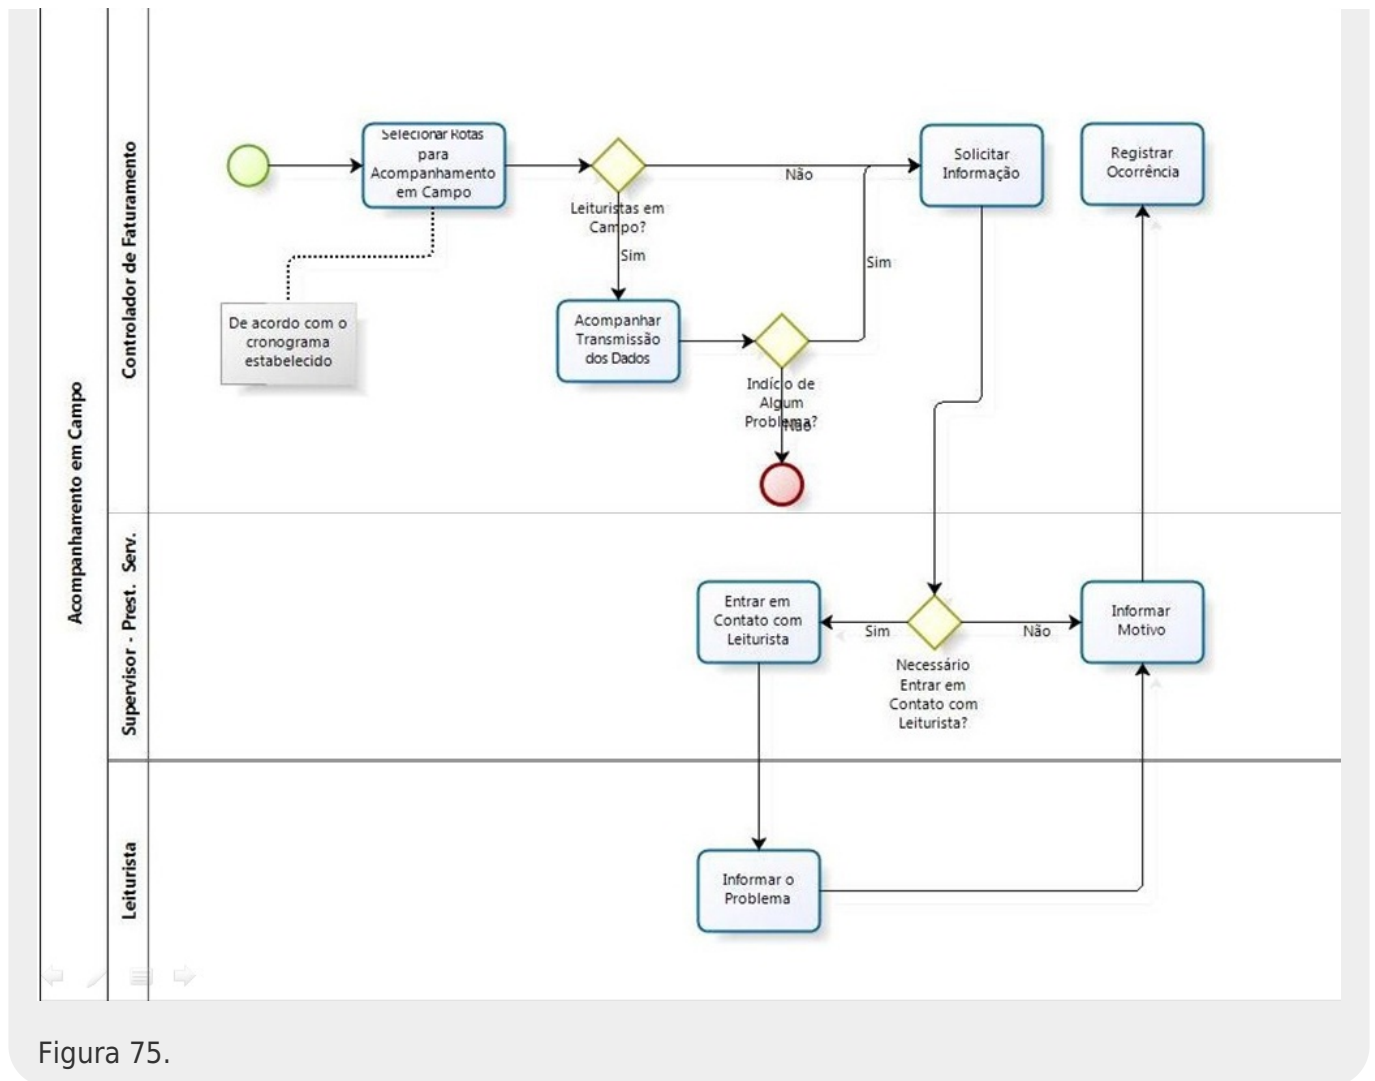 Acompanhamento em Campo
Controlador de Faturamento
Selecionar Rotas
para
Acompanhamento
em Campo
De acordo com o
cronograma
estabelecido
Leituristas em
Campo?
Não
Sim
Acompanhar
Transmissão
dos Dados
Indício de
Algum
Problema?
Não
Sim
Solicitar
Informação
Registrar
Ocorrência
Supervisor - Prest. Serv.
Entrar em
Contato com
Leiturista
Sim
Necessário
Entrar em
Contato com
Leiturista?
Não
Informar
Motivo
Leiturista
Informar o
Problema
Figura 75.